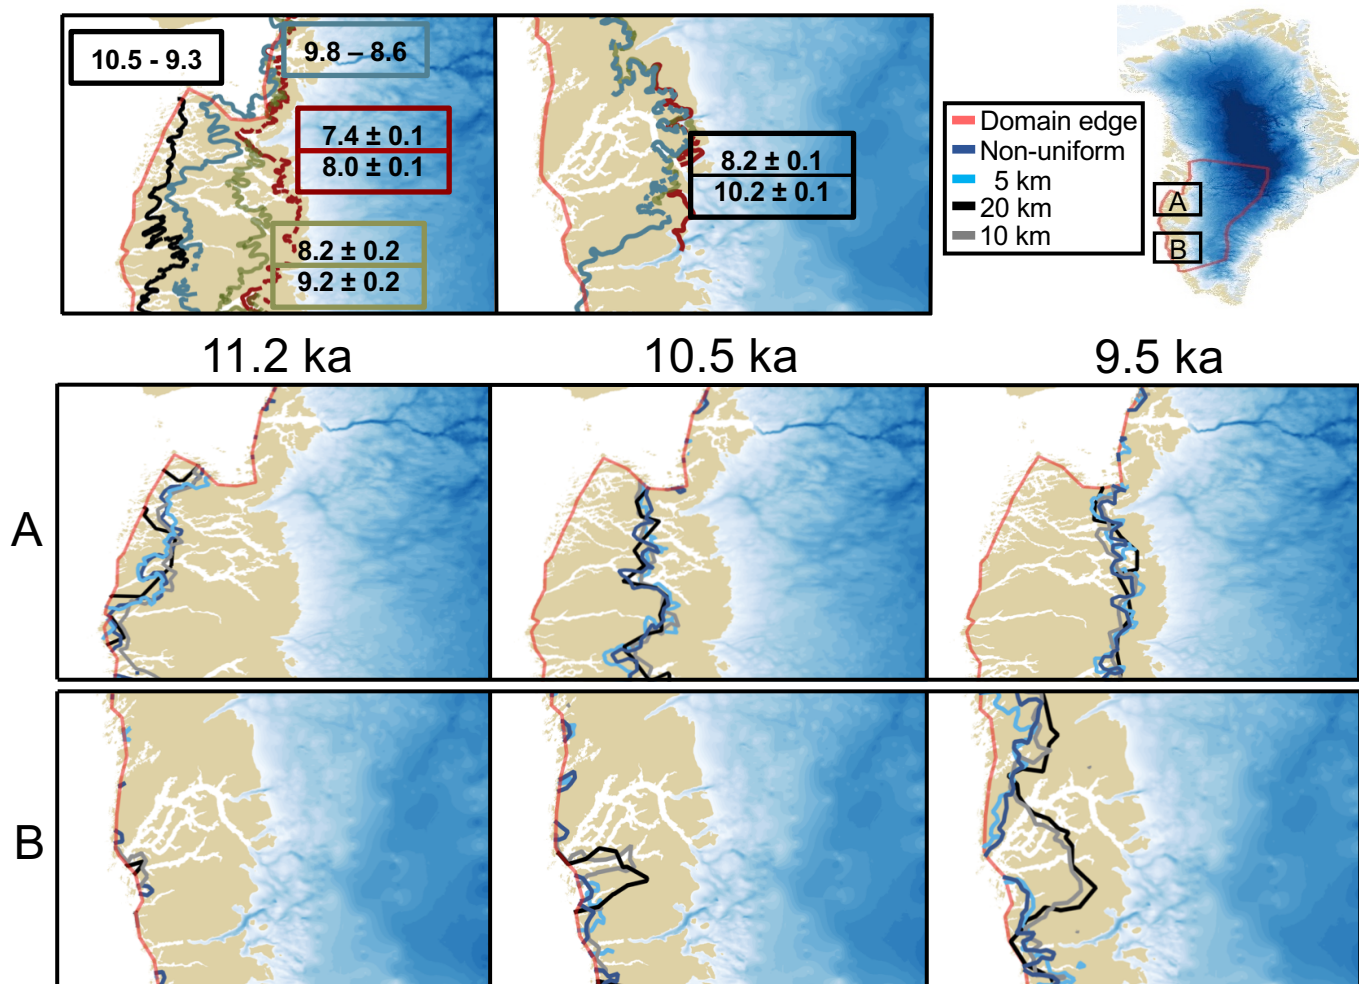 10.5 - 9.3
9.8 – 8.6
7.4 ± 0.1
8.0 ± 0.1
8.2 ± 0.2
9.2 ± 0.2
8.2 ± 0.1
10.2 ± 0.1
Domain edge
Non-uniform
5 km
20 km
10 km
A
B
11.2 ka
10.5 ka
9.5 ka
A
B